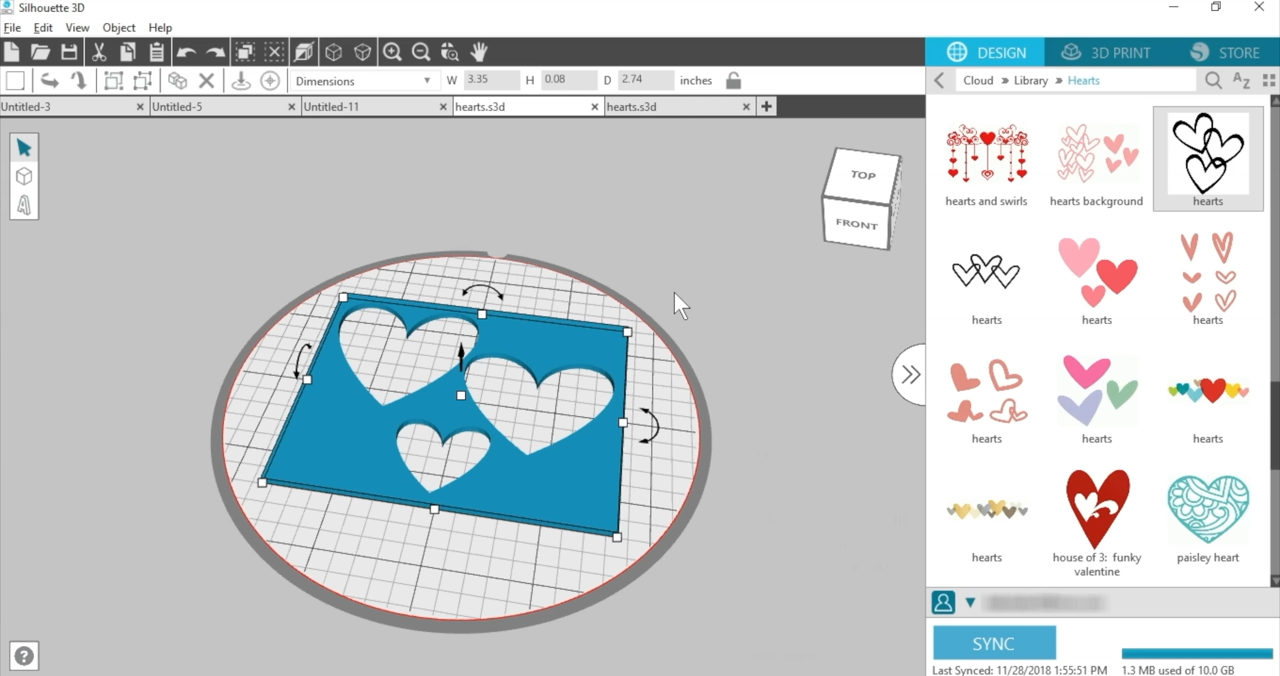 Silhouette 3D
File Edit View Object Help
DESIGN 3D PRINT STORE
Dimensions W 3.35 H 0.08 D 2.74 inches
Cloud » Library » Hearts
AZ
Untitled-3 Untitled-5 Untitled-11 hearts.s3d hearts.s3d
TOP
FRONT
hearts and swirls hearts background hearts
hearts hearts hearts
hearts hearts hearts
hearts house of 3: funky valentine paisley heart
SYNC
Last Synced: 11/28/2018 1:55:51 PM 1.3 MB used of 10.0 GB